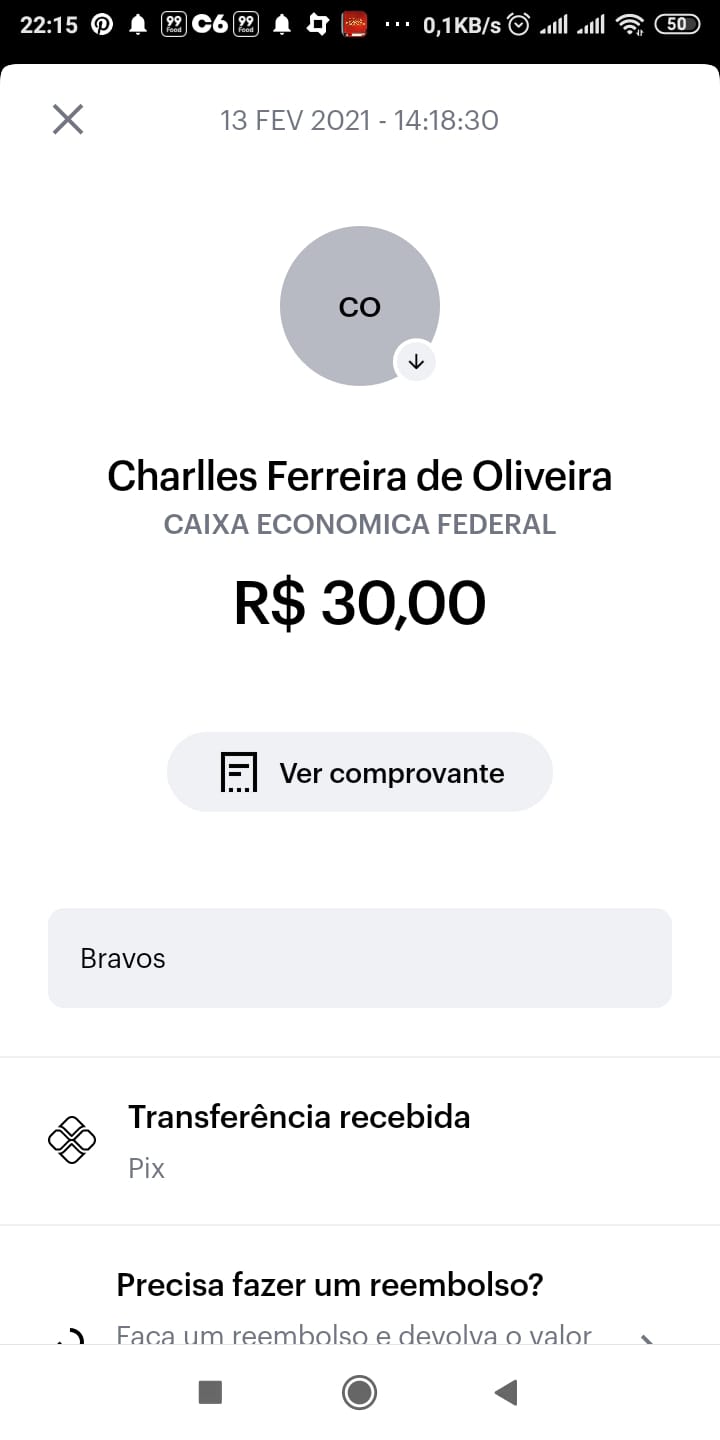 22:15 99 Food C6 99 Food ... 0,1KB/s 50
13 FEV 2021 - 14:18:30
CO
Charlles Ferreira de Oliveira
CAIXA ECONOMICA FEDERAL
R$ 30,00
Ver comprovante
Bravos
Transferência recebida
Pix
Precisa fazer um reembolso?
Faça um reembolso e devolva o valor